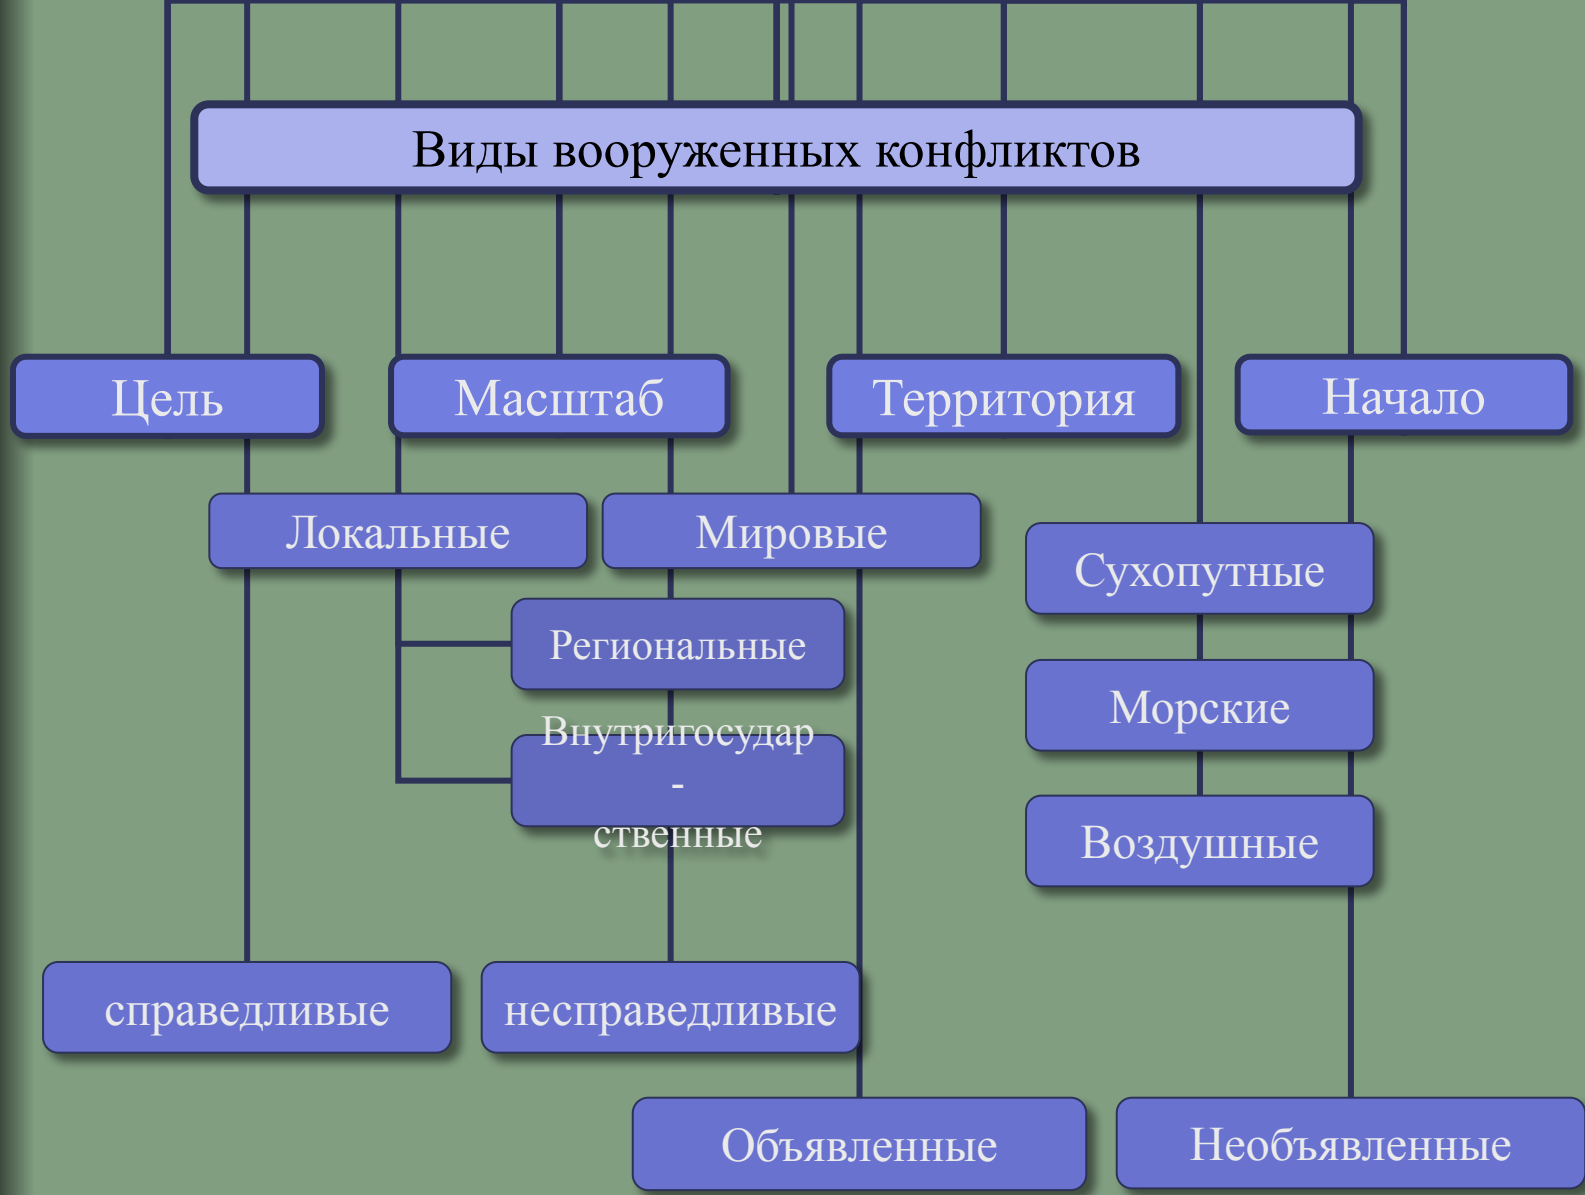 Виды вооруженных конфликтов
Цель
Масштаб
Территория
Начало
Локальные
Мировые
Сухопутные
Региональные
Морские
Внутригосудар
-
ственные
Воздушные
справедливые
несправедливые
Объявленные
Необъявленные